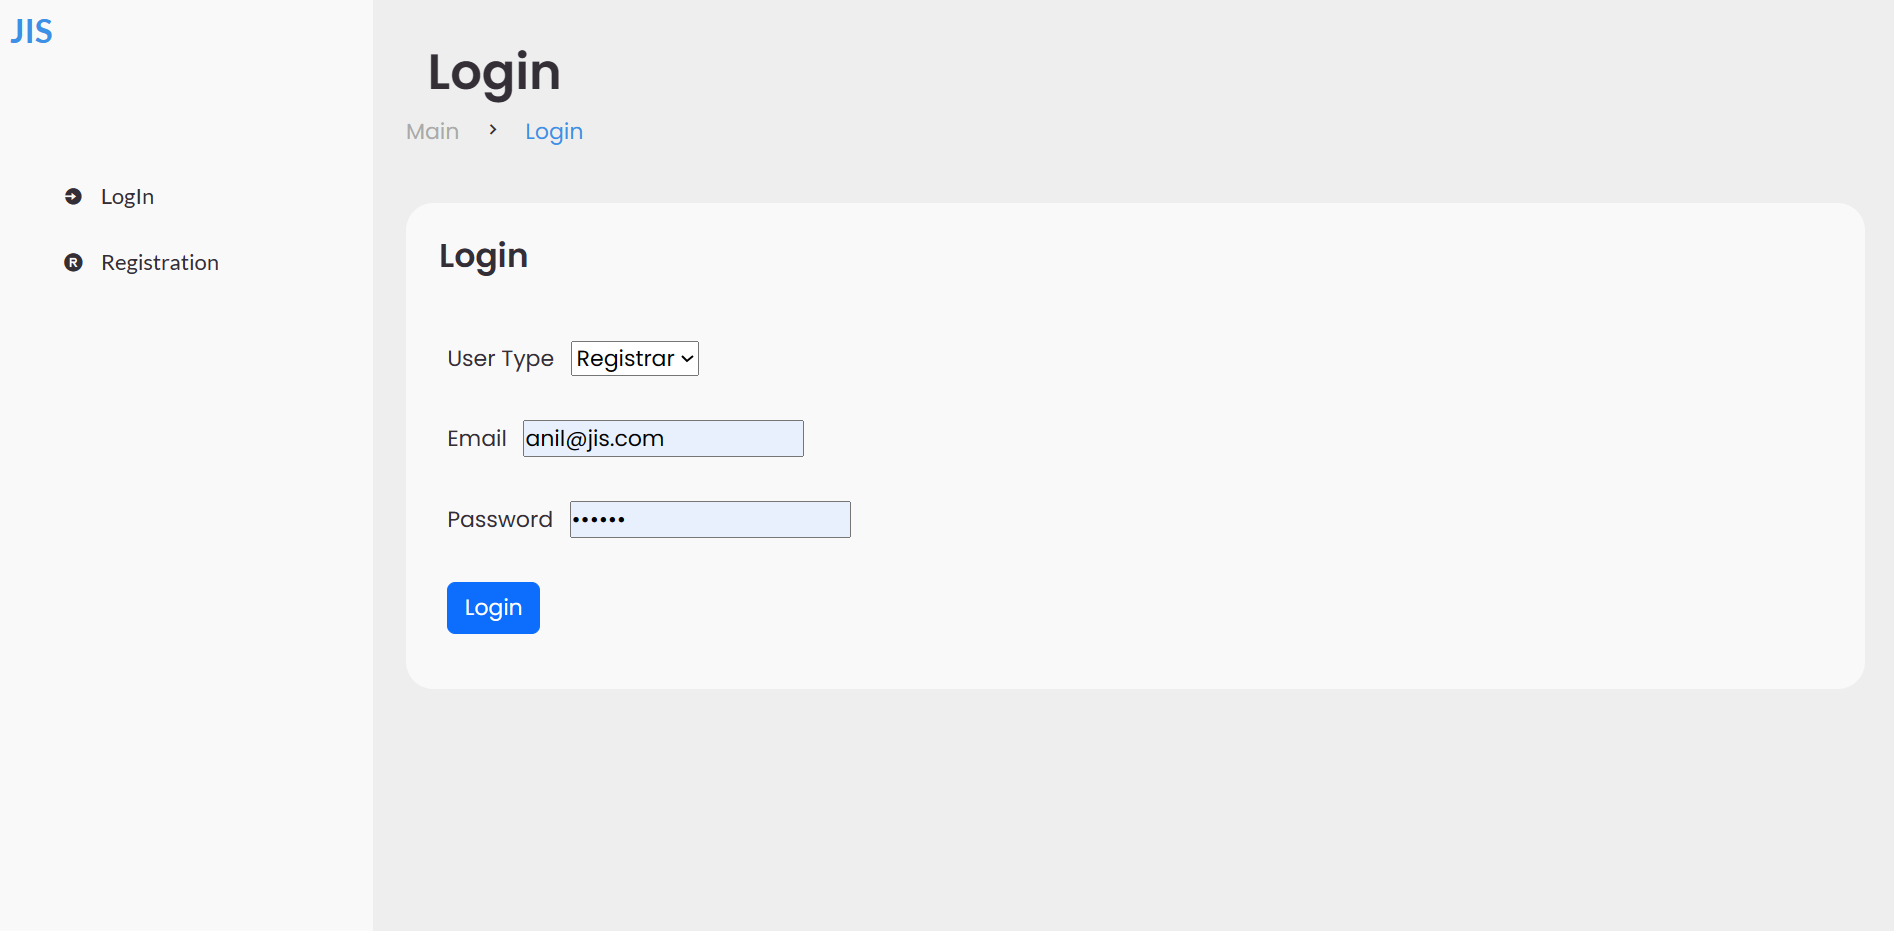 JIS
LogIn
Registration
Login
Main > Login
Login
User Type Registrar
Email anil@jis.com
Password ••••••
Login